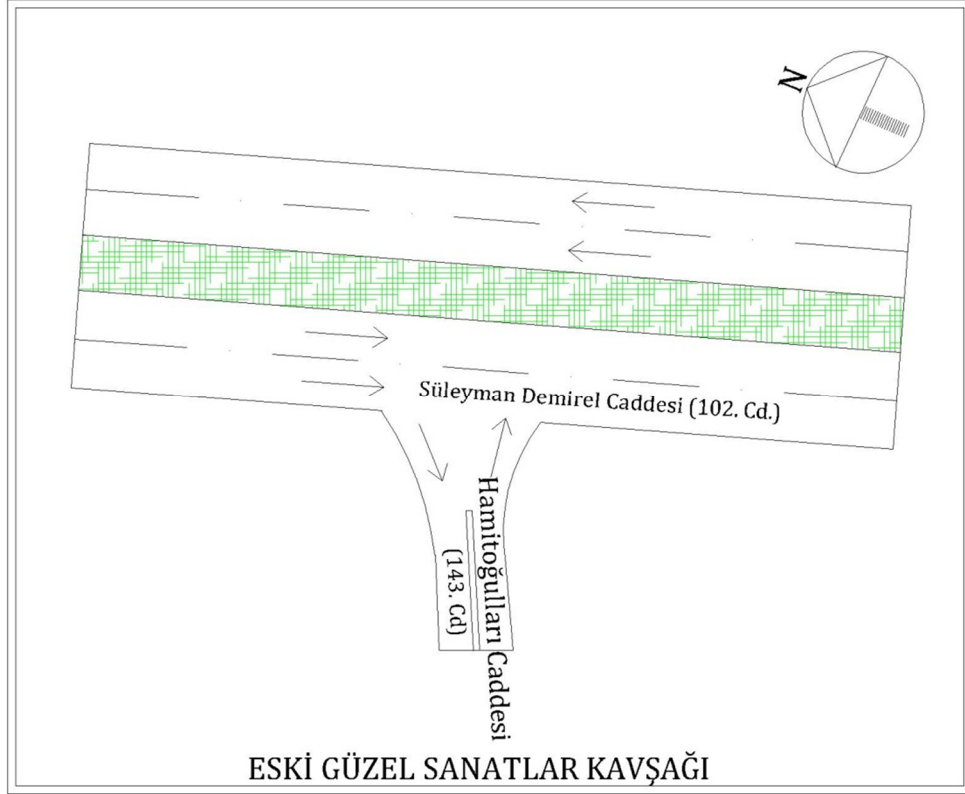 N
Süleyman Demirel Caddesi (102. Cd.)
Hamitoğulları Caddesi
(143. Cd)
ESKİ GÜZEL SANATLAR KAVŞAĞI